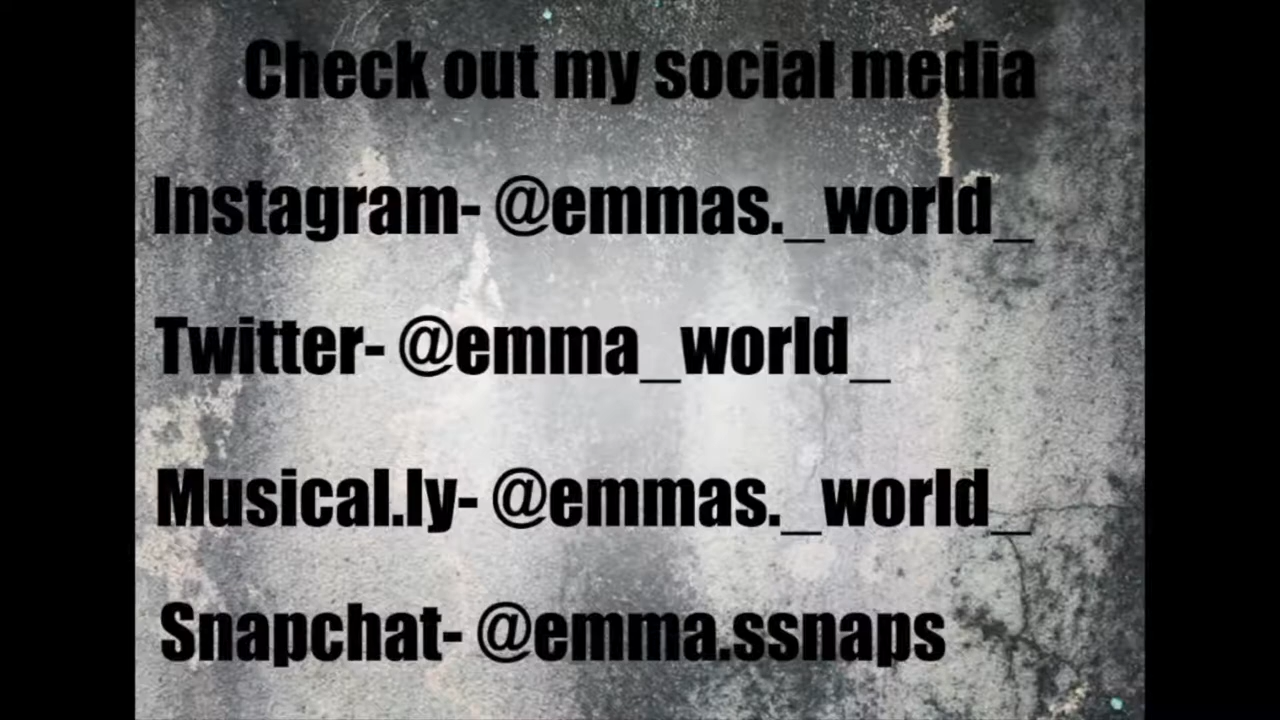 Check out my social media
Instagram- @emmas._world_
Twitter- @emma_world_
Musical.ly- @emmas._world_
Snapchat- @emma.ssnaps